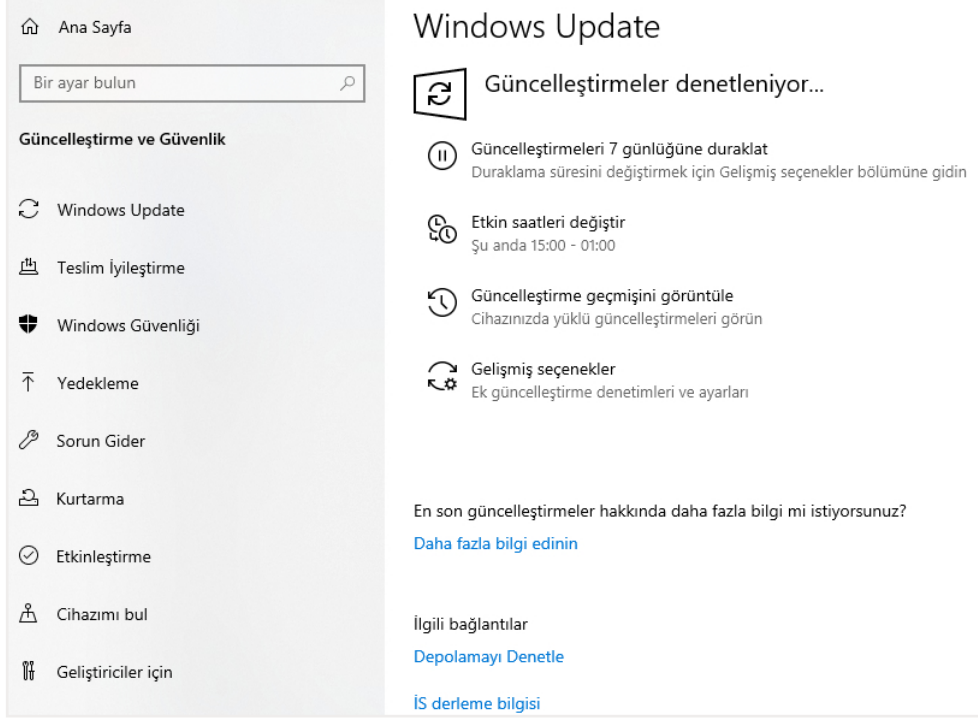 Ana Sayfa
Bir ayar bulun
Güncelleştirme ve Güvenlik
Windows Update
Teslim İyileştirme
Windows Güvenliği
Yedekleme
Sorun Gider
Kurtarma
Etkinleştirme
Cihazımı bul
Geliştiriciler için
Windows Update
Güncelleştirmeler denetleniyor...
Güncelleştirmeleri 7 günlüğüne duraklat
Duraklama süresini değiştirmek için Gelişmiş seçenekler bölümüne gidin
Etkin saatleri değiştir
Şu anda 15:00 - 01:00
Güncelleştirme geçmişini görüntüle
Cihazınızda yüklü güncelleştirmeleri görün
Gelişmiş seçenekler
Ek güncelleştirme denetimleri ve ayarları
En son güncelleştirmeler hakkında daha fazla bilgi mi istiyorsunuz?
Daha fazla bilgi edinin
İlgili bağlantılar
Depolamayı Denetle
İS derleme bilgisi